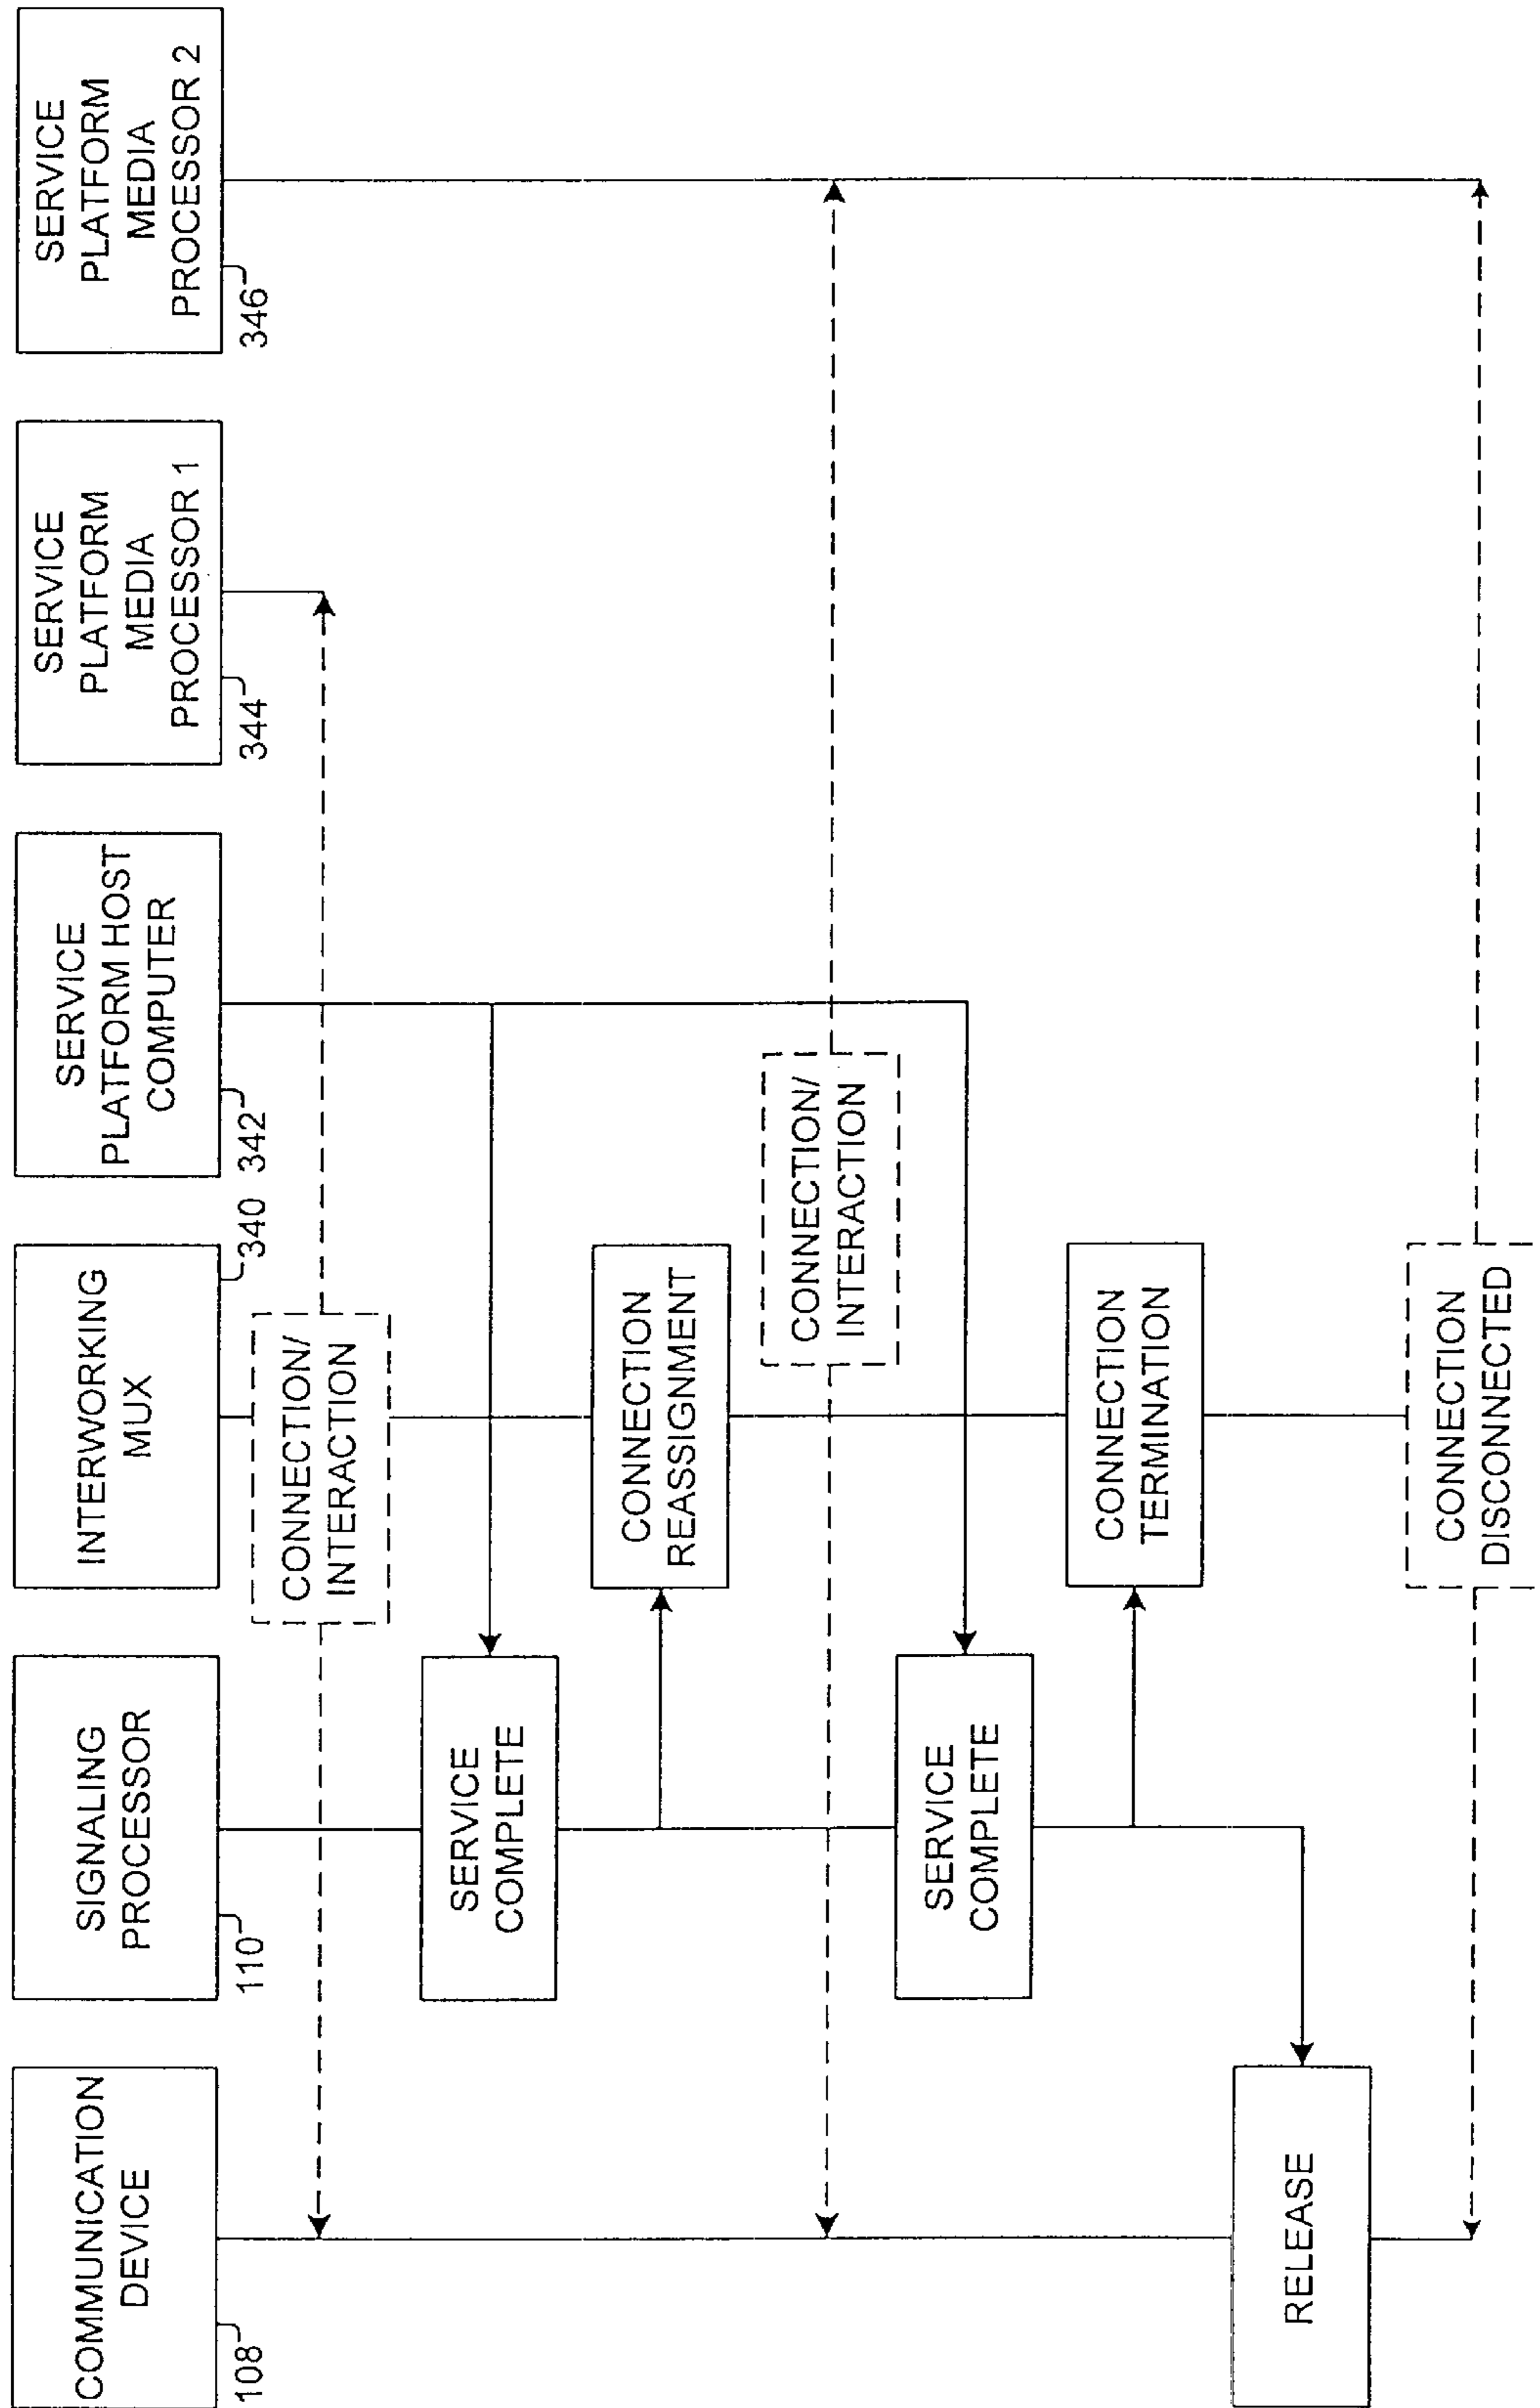 COMMUNICATION
DEVICE
108
SIGNALING
PROCESSOR
110
INTERWORKING
MUX
340
SERVICE
PLATFORM HOST
COMPUTER
342
SERVICE
PLATFORM
MEDIA
PROCESSOR 1
344
SERVICE
PLATFORM
MEDIA
PROCESSOR 2
346
CONNECTION/
INTERACTION
SERVICE
COMPLETE
CONNECTION
REASSIGNMENT
CONNECTION/
INTERACTION
SERVICE
COMPLETE
CONNECTION
TERMINATION
RELEASE
CONNECTION
DISCONNECTED